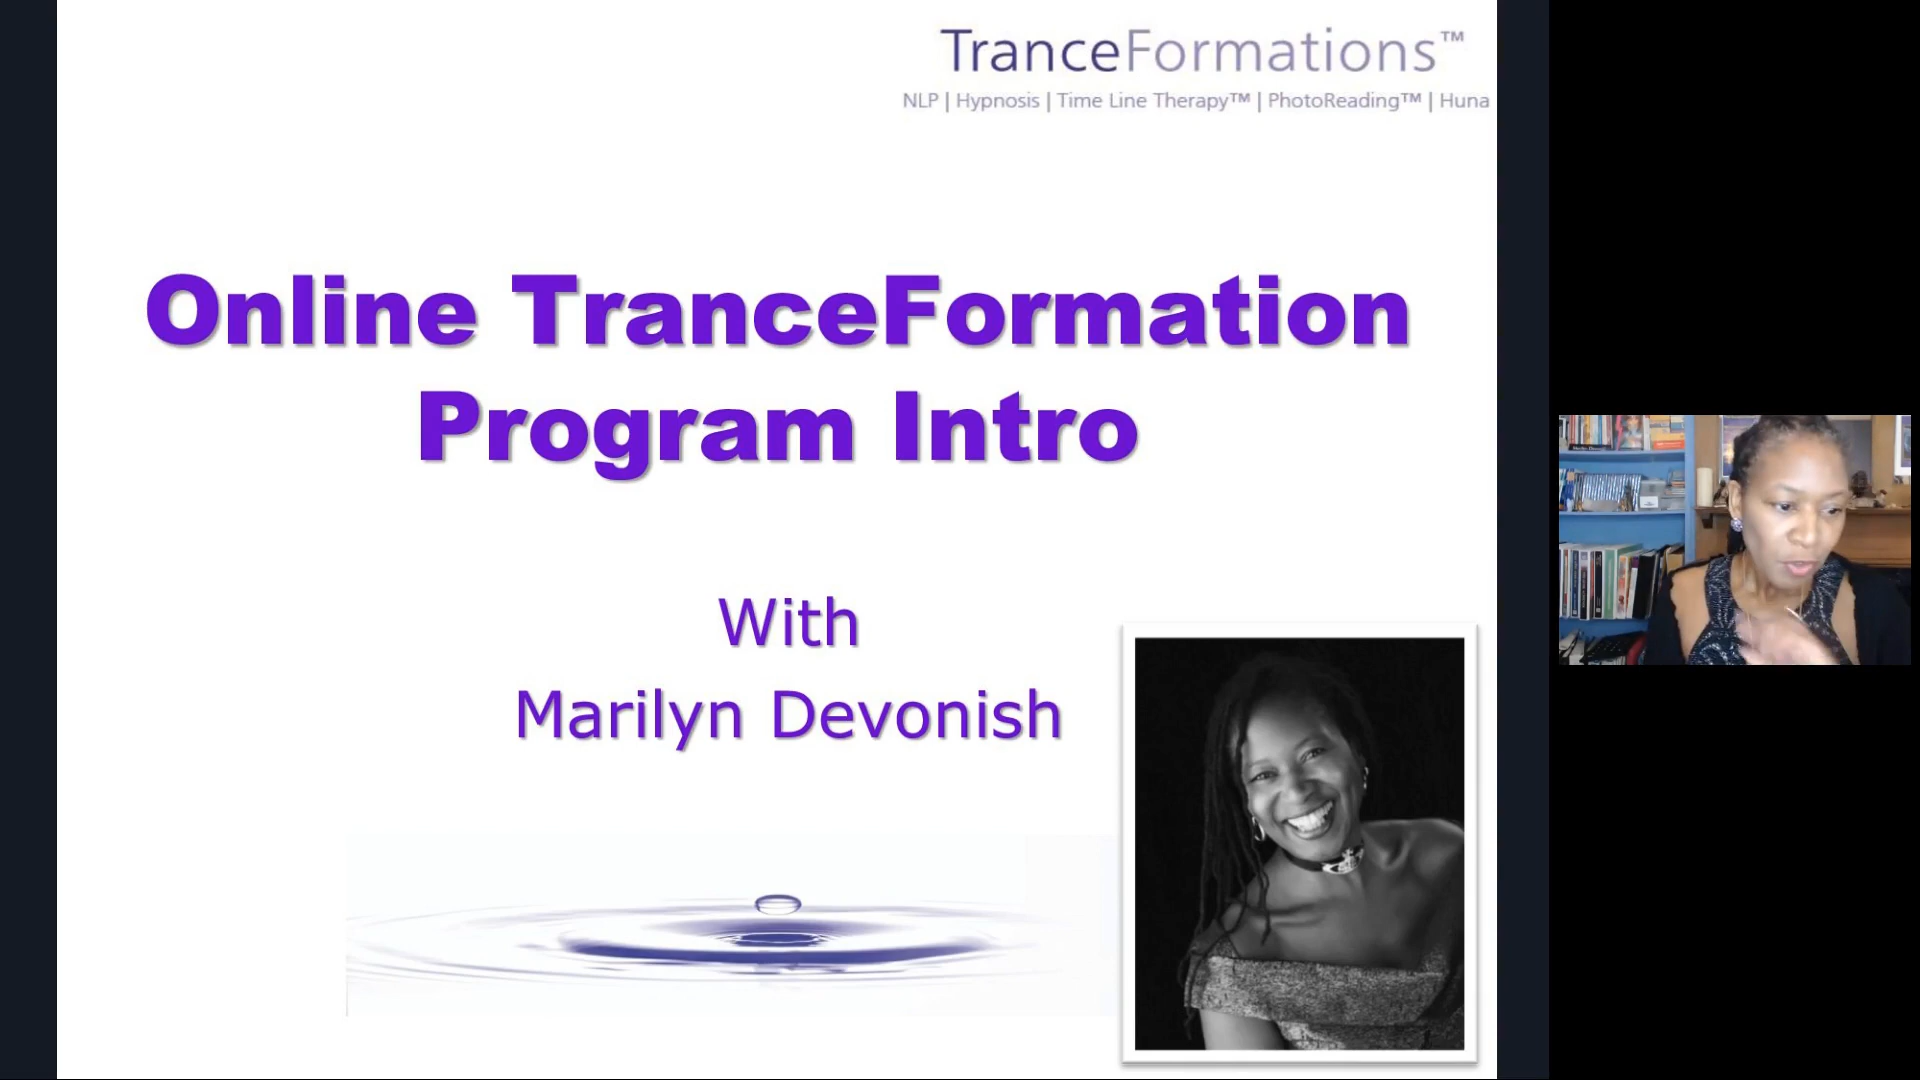 TranceFormations™
NLP | Hypnosis | Time Line Therapy™ | PhotoReading™ | Huna
Online TranceFormation
Program Intro
With
Marilyn Devonish